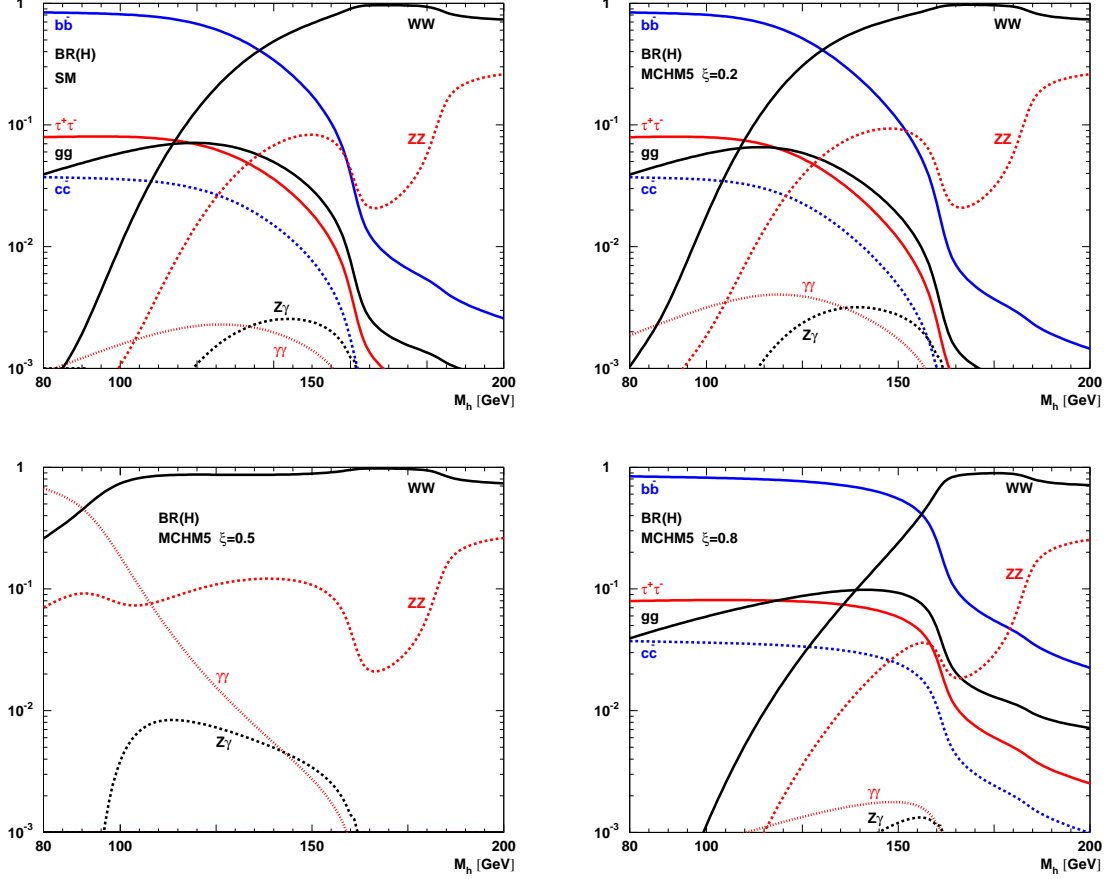 1
bb̄
BR(H)
SM
WW
ZZ
τ⁺τ⁻
gg
cc̄
Zγ
γγ
10⁻¹
10⁻²
10⁻³
80 100 150 200
M_h [GeV]
1
bb̄
BR(H)
MCHM5 ξ=0.2
WW
ZZ
τ⁺τ⁻
gg
cc̄
γγ
Zγ
10⁻¹
10⁻²
10⁻³
80 100 150 200
M_h [GeV]
1
WW
BR(H)
MCHM5 ξ=0.5
ZZ
γγ
Zγ
10⁻¹
10⁻²
10⁻³
80 100 150 200
M_h [GeV]
1
bb̄
BR(H)
MCHM5 ξ=0.8
WW
ZZ
τ⁺τ⁻
gg
cc̄
γγ
Zγ
10⁻¹
10⁻²
10⁻³
80 100 150 200
M_h [GeV]